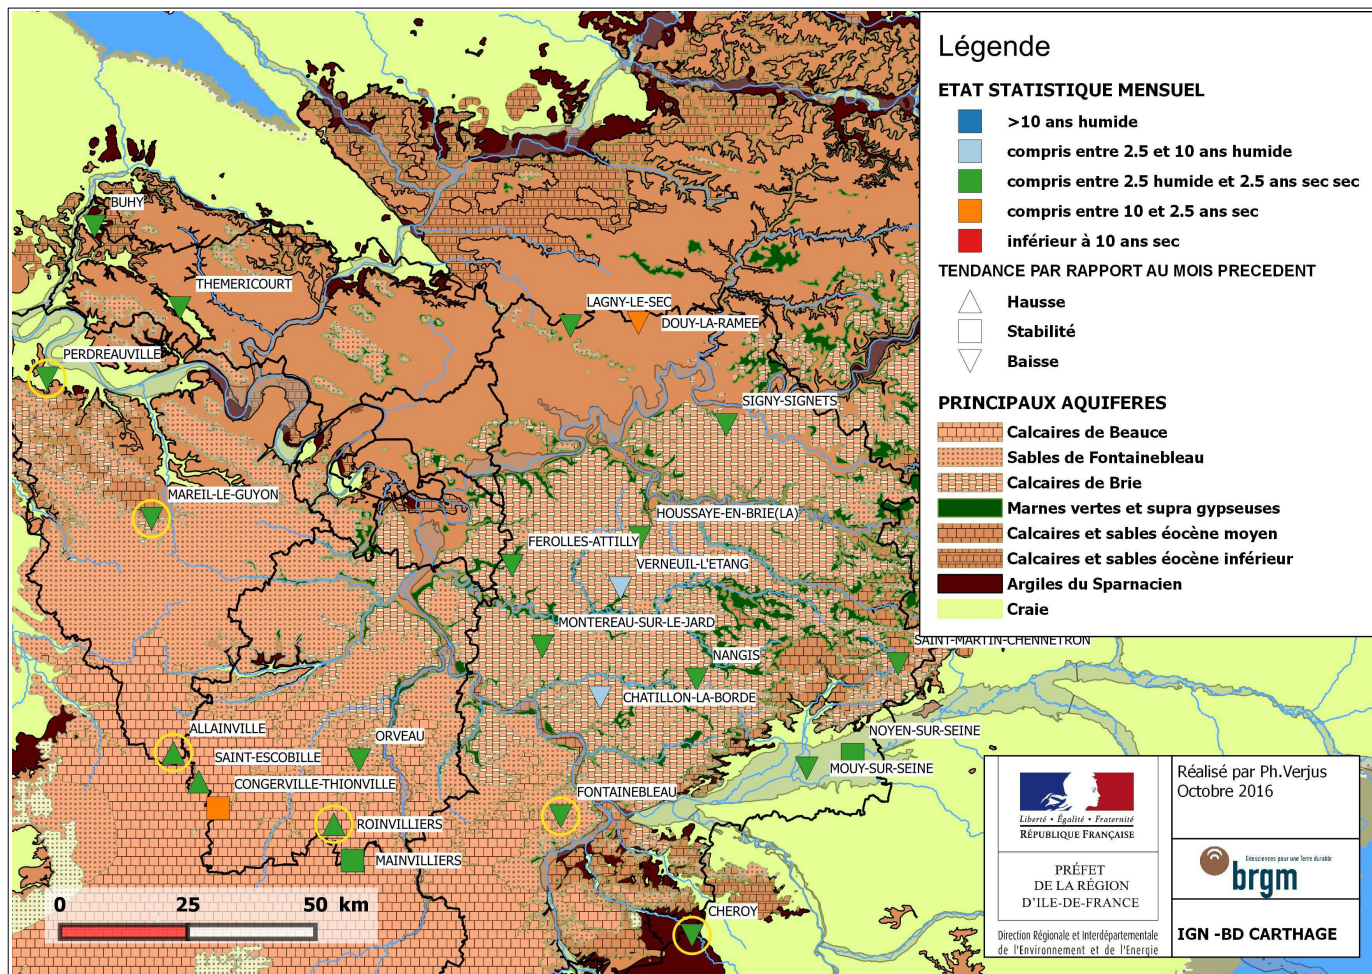 Légende
ETAT STATISTIQUE MENSUEL
>10 ans humide
compris entre 2.5 et 10 ans humide
compris entre 2.5 humide et 2.5 ans sec sec
compris entre 10 et 2.5 ans sec
inférieur à 10 ans sec
TENDANCE PAR RAPPORT AU MOIS PRECEDENT
Hausse
Stabilité
Baisse
PRINCIPAUX AQUIFERES
Calcaires de Beauce
Sables de Fontainebleau
Calcaires de Brie
Marnes vertes et supra gypseuses
Calcaires et sables éocène moyen
Calcaires et sables éocène inférieur
Argiles du Sparnacien
Craie
BUHY
THEMERICOURT
LAGNY-LE-SEC
DOUY-LA-RAMEE
PERDREAUVILLE
SIGNY-SIGNETS
MAREIL-LE-GUYON
HOUSSAYE-EN-BRIE(LA)
FEROLLES-ATTILLY
VERNEUIL-L'ETANG
MONTEREAU-SUR-LE-JARD
SAINT-MARTIN-CHENNETRON
NANGIS
CHATILLON-LA-BORDE
ALLAINVILLE
ORVEAU
NOYEN-SUR-SEINE
SAINT-ESCOBILLE
MOUY-SUR-SEINE
CONGERVILLE-THIONVILLE
FONTAINEBLEAU
ROINVILLIERS
MAINVILLIERS
CHEROY
0 25 50 km
Liberté • Égalité • Fraternité
RÉPUBLIQUE FRANÇAISE
PRÉFET
DE LA RÉGION
D'ILE-DE-FRANCE
Direction Régionale et Interdépartementale
de l'Environnement et de l'Energie
Réalisé par Ph.Verjus
Octobre 2016
Géosciences pour une Terre durable
brgm
IGN -BD CARTHAGE